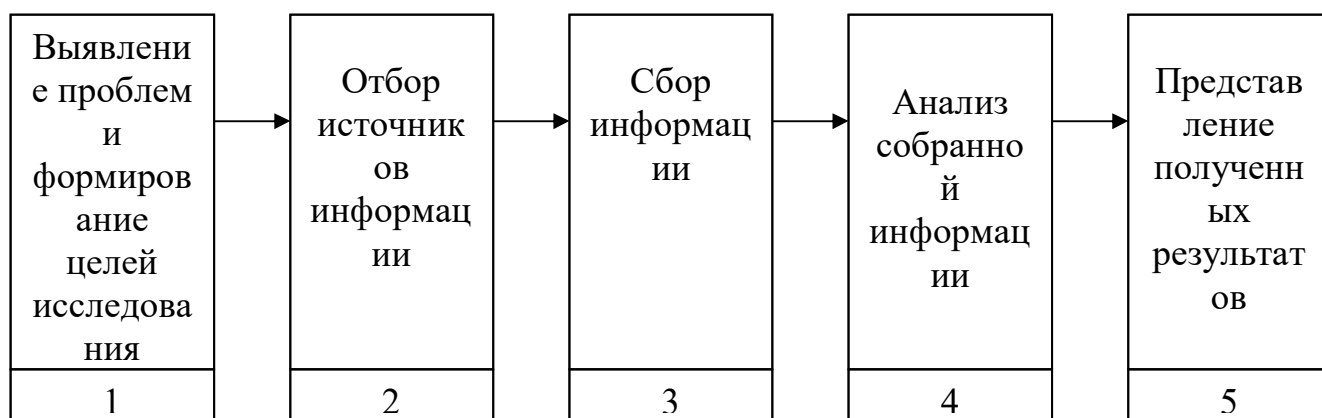 Выявлени
е проблем
и
формиров
ание
целей
исследова
ния
1
Отбор
источник
ов
информац
ии
2
Сбор
информац
ии
3
Анализ
собранно
й
информац
ии
4
Представ
ление
полученн
ых
результат
ов
5